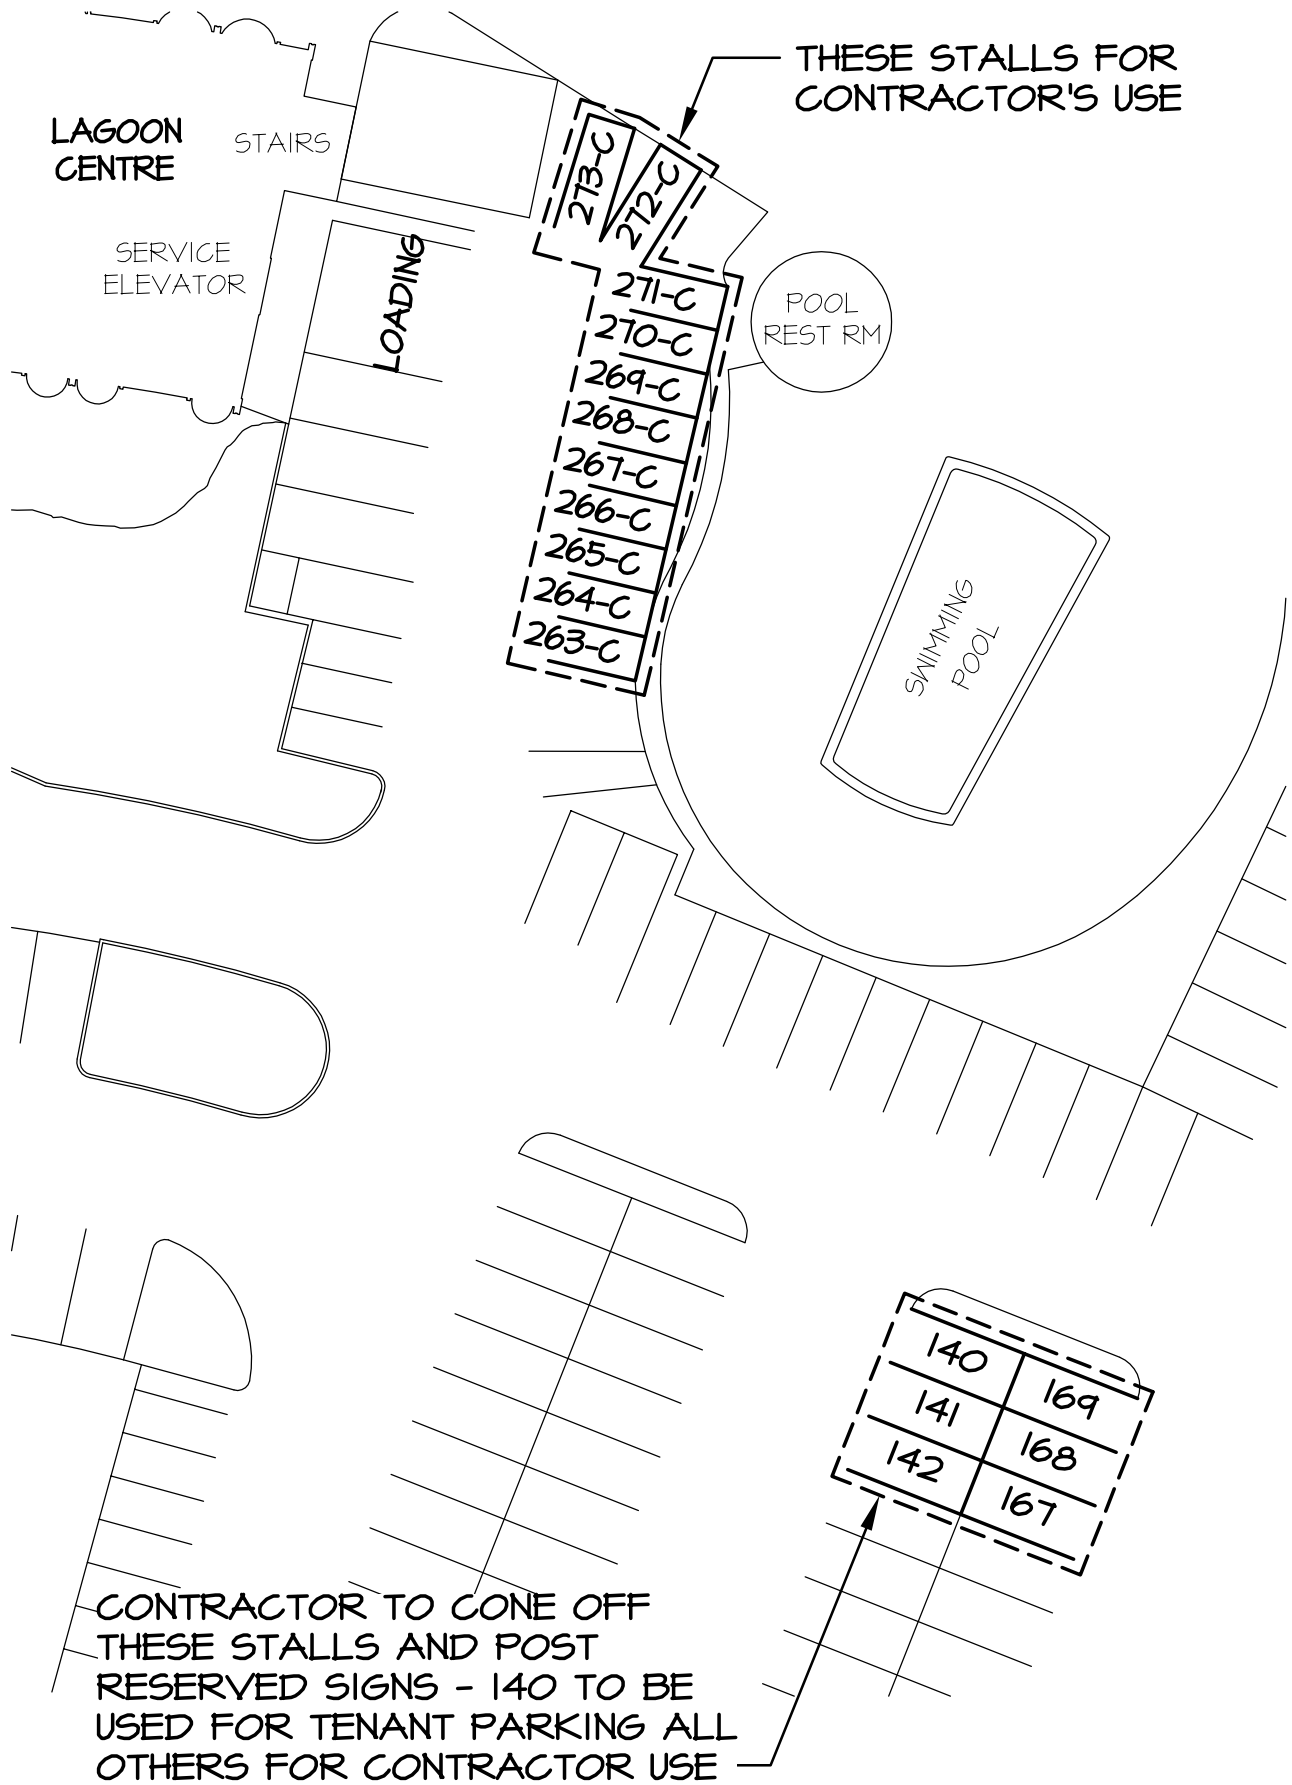 THESE STALLS FOR
CONTRACTOR'S USE
LAGOON
CENTRE
STAIRS
273-C
272-C
SERVICE
ELEVATOR
LOADING
271-C
270-C
269-C
268-C
267-C
266-C
265-C
264-C
263-C
POOL
REST RM
SWIMMING
POOL
140
169
141
168
142
167
CONTRACTOR TO CONE OFF
THESE STALLS AND POST
RESERVED SIGNS - 140 TO BE
USED FOR TENANT PARKING ALL
OTHERS FOR CONTRACTOR USE